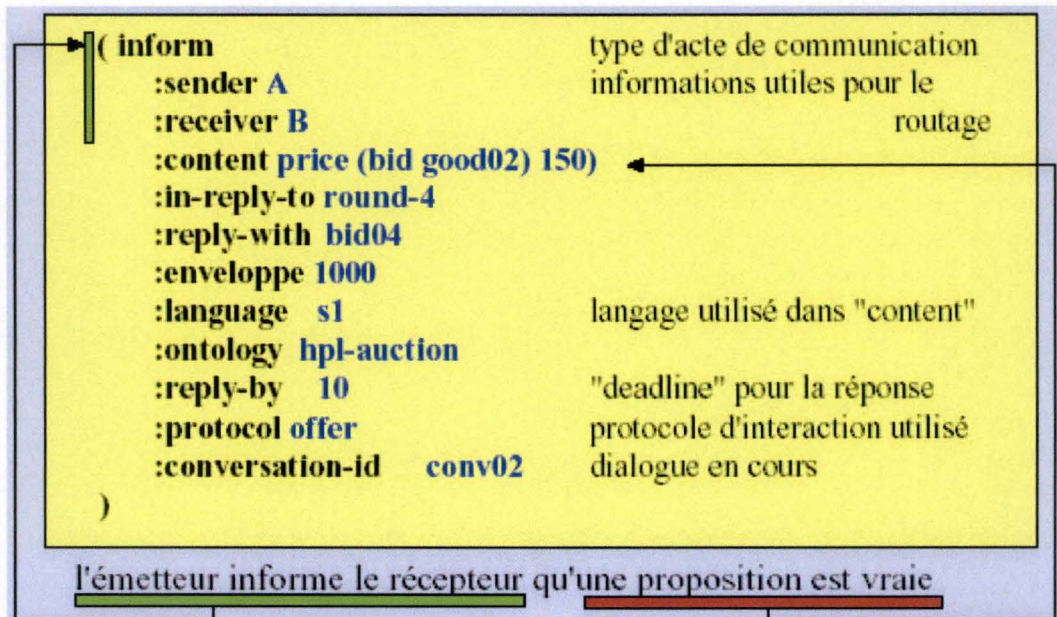 ( inform type d'acte de communication
:sender A informations utiles pour le
:receiver B routage
:content price (bid good02) 150)
:in-reply-to round-4
:reply-with bid04
:enveloppe 1000
:language s1 langage utilisé dans "content"
:ontology hpl-auction
:reply-by 10 "deadline" pour la réponse
:protocol offer protocole d'interaction utilisé
:conversation-id conv02 dialogue en cours
)
l'émetteur informe le récepteur qu'une proposition est vraie